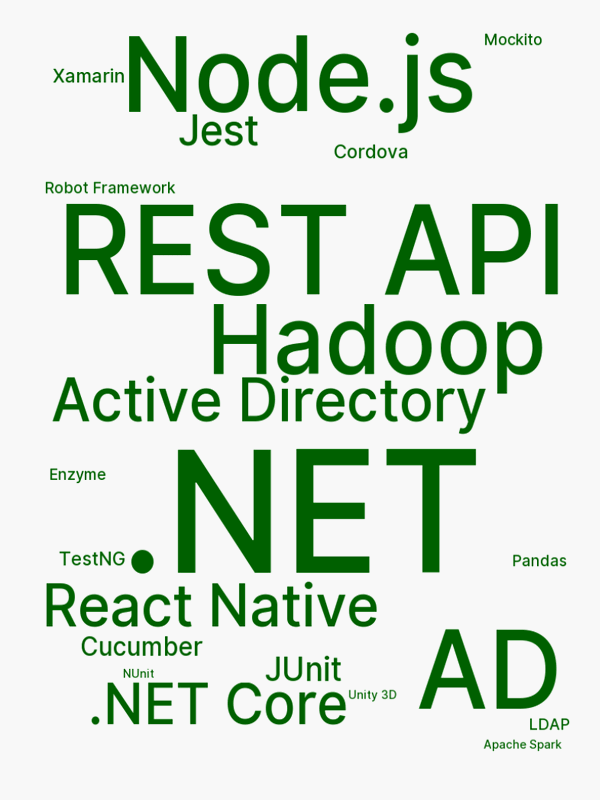 Mockito
Node.js
Xamarin
Jest
Cordova
Robot Framework
REST API
Hadoop
Active Directory
.NET
Enzyme
TestNG
Pandas
React Native
Cucumber
AD
JUnit
NUnit
.NET Core
Unity 3D
LDAP
Apache Spark